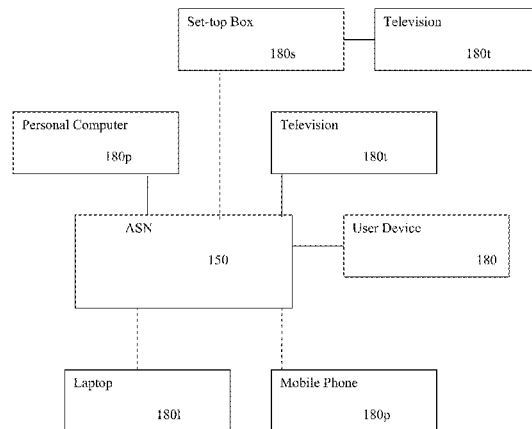 Set-top Box
180s
Television
180t
Personal Computer
180p
Television
180t
ASN
150
User Device
180
Laptop
180l
Mobile Phone
180p